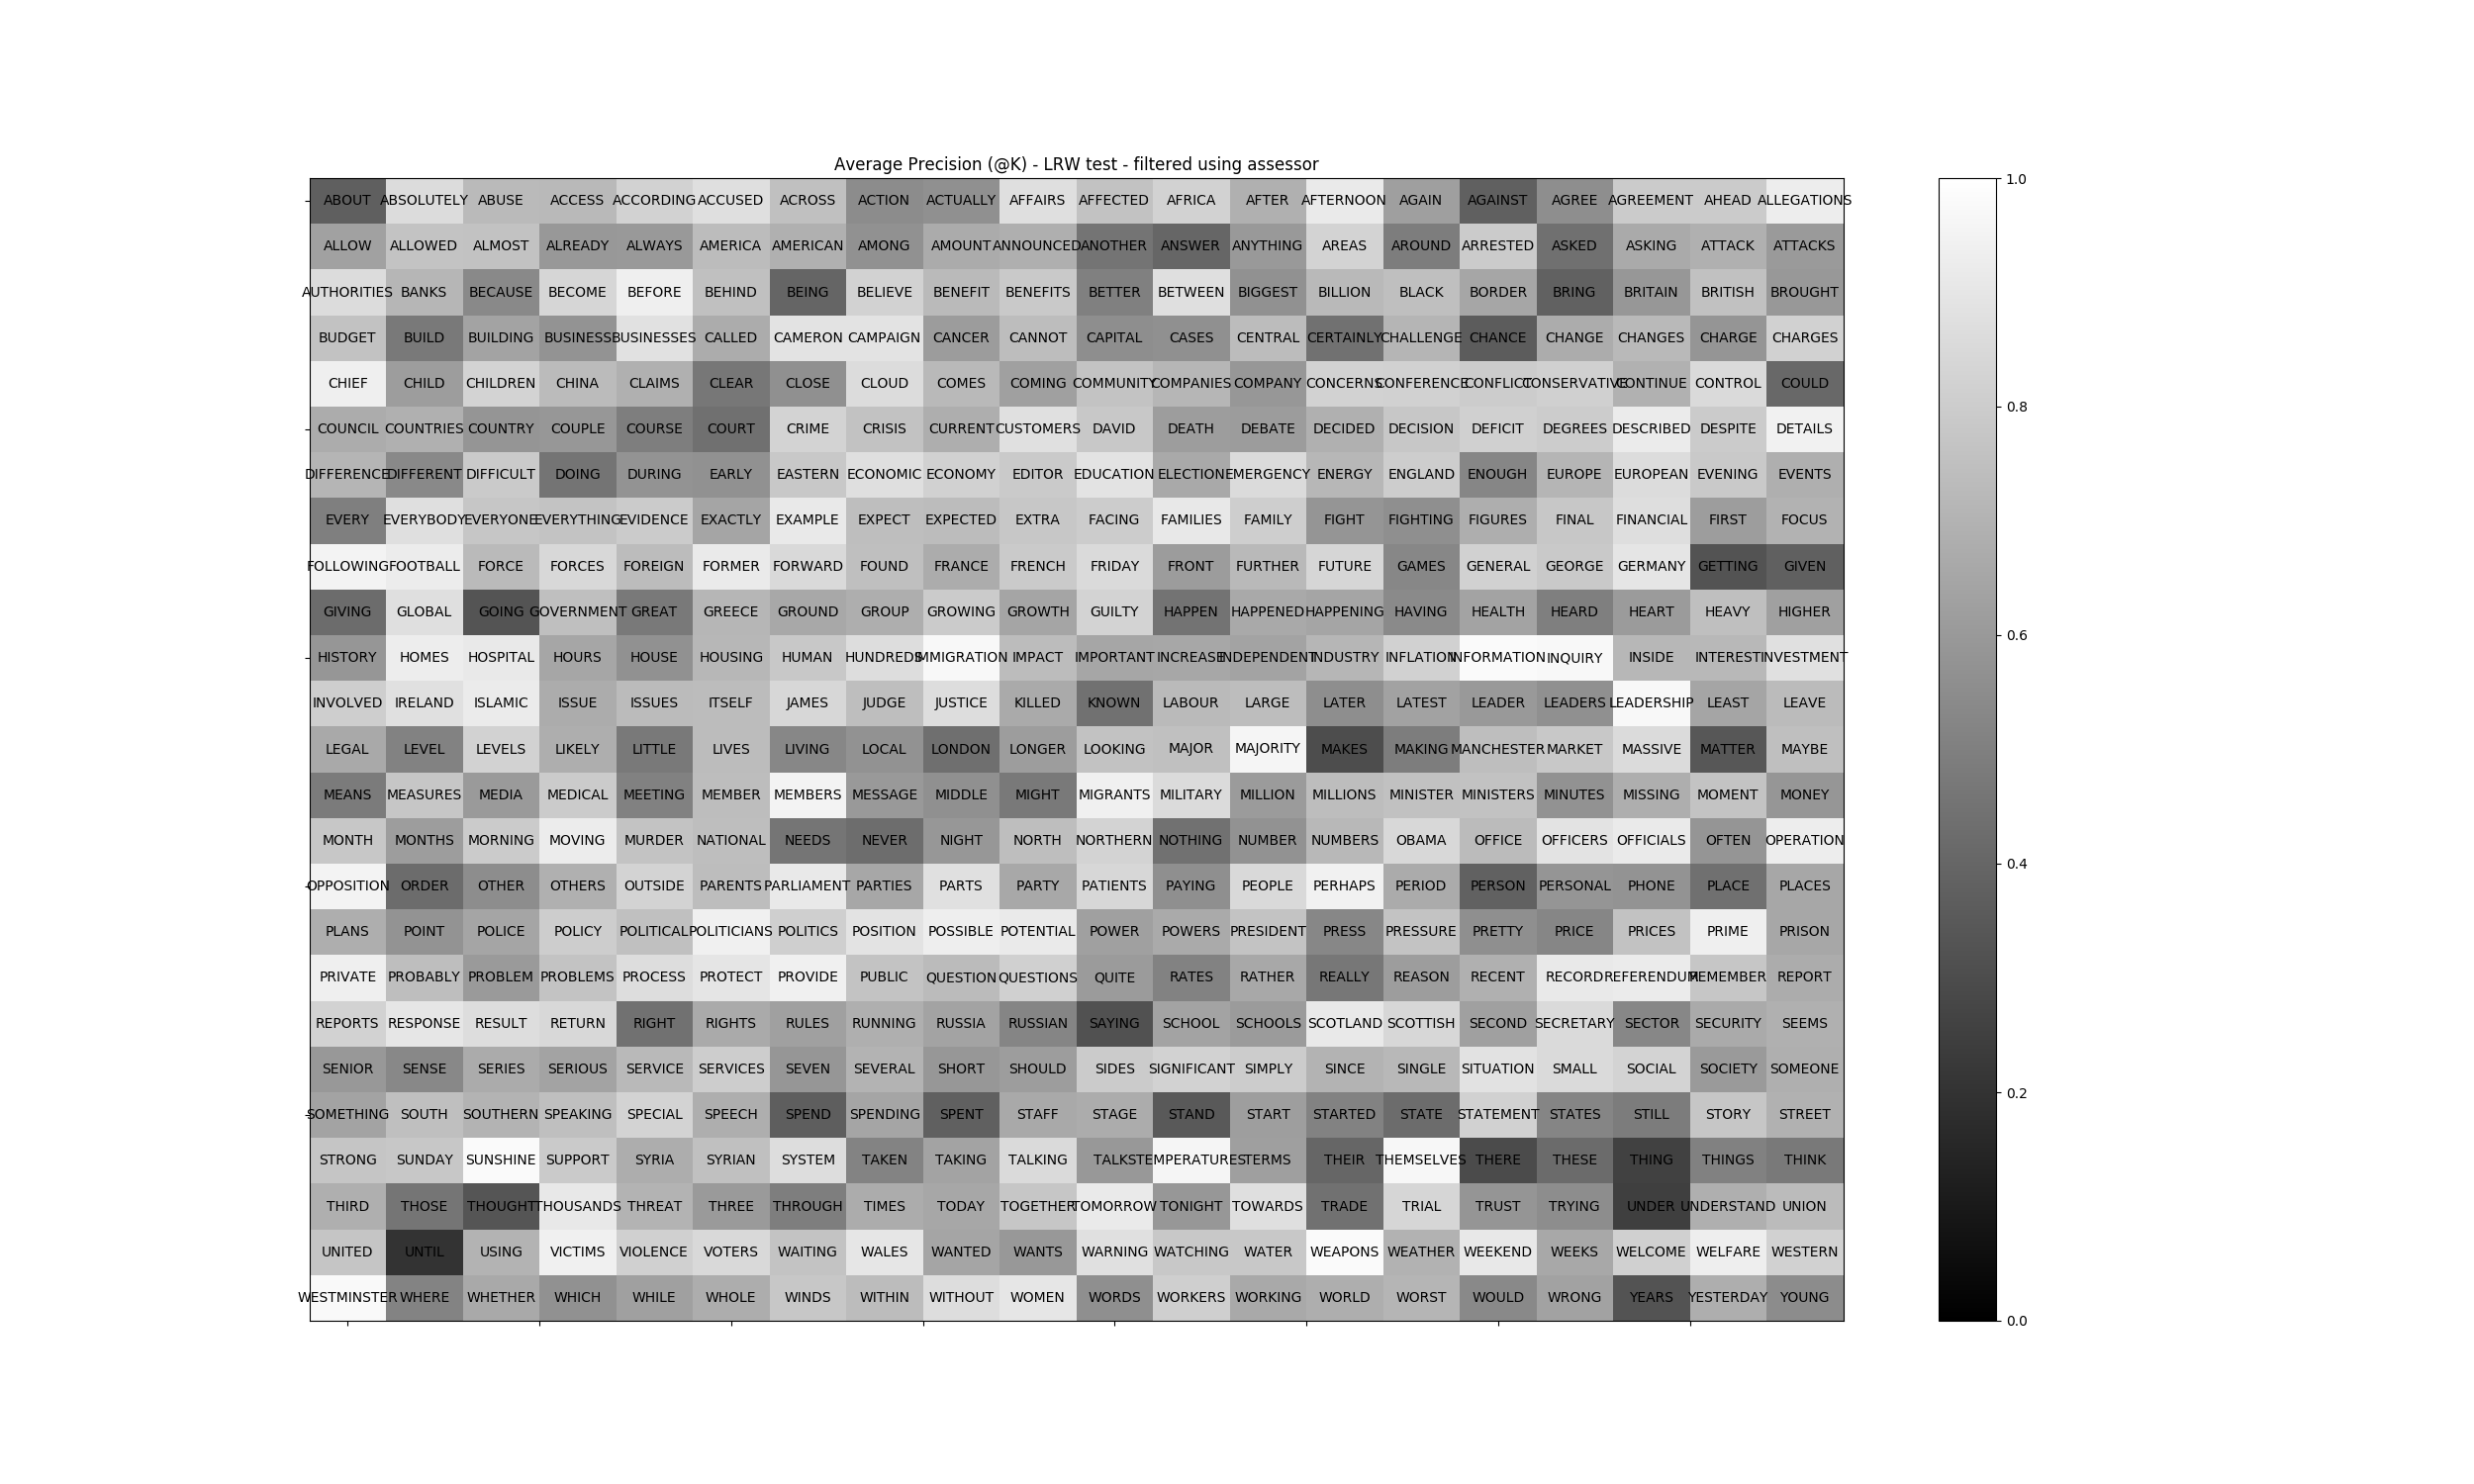 Average Precision (@K) - LRW test - filtered using assessor
ABOUT ABSOLUTELY ABUSE ACCESS ACCORDING ACCUSED ACROSS ACTION ACTUALLY AFFAIRS AFFECTED AFRICA AFTER AFTERNOON AGAIN AGAINST AGREE AGREEMENT AHEAD ALLEGATIONS
ALLOW ALLOWED ALMOST ALREADY ALWAYS AMERICA AMERICAN AMONG AMOUNT ANNOUNCED ANOTHER ANSWER ANYTHING AREAS AROUND ARRESTED ASKED ASKING ATTACK ATTACKS
AUTHORITIES BANKS BECAUSE BECOME BEFORE BEHIND BEING BELIEVE BENEFIT BENEFITS BETTER BETWEEN BIGGEST BILLION BLACK BORDER BRING BRITAIN BRITISH BROUGHT
BUDGET BUILD BUILDING BUSINESS BUSINESSES CALLED CAMERON CAMPAIGN CANCER CANNOT CAPITAL CASES CENTRAL CERTAINLY CHALLENGE CHANCE CHANGE CHANGES CHARGE CHARGES
CHIEF CHILD CHILDREN CHINA CLAIMS CLEAR CLOSE CLOUD COMES COMING COMMUNITY COMPANIES COMPANY CONCERNS CONFERENCE CONFLICT CONSERVATIVE CONTINUE CONTROL COULD
COUNCIL COUNTRIES COUNTRY COUPLE COURSE COURT CRIME CRISIS CURRENT CUSTOMERS DAVID DEATH DEBATE DECIDED DECISION DEFICIT DEGREES DESCRIBED DESPITE DETAILS
DIFFERENCE DIFFERENT DIFFICULT DOING DURING EARLY EASTERN ECONOMIC ECONOMY EDITOR EDUCATION ELECTION EMERGENCY ENERGY ENGLAND ENOUGH EUROPE EUROPEAN EVENING EVENTS
EVERY EVERYBODY EVERYONE EVERYTHING EVIDENCE EXACTLY EXAMPLE EXPECT EXPECTED EXTRA FACING FAMILIES FAMILY FIGHT FIGHTING FIGURES FINAL FINANCIAL FIRST FOCUS
FOLLOWING FOOTBALL FORCE FORCES FOREIGN FORMER FORWARD FOUND FRANCE FRENCH FRIDAY FRONT FURTHER FUTURE GAMES GENERAL GEORGE GERMANY GETTING GIVEN
GIVING GLOBAL GOING GOVERNMENT GREAT GREECE GROUND GROUP GROWING GROWTH GUILTY HAPPEN HAPPENED HAPPENING HAVING HEALTH HEARD HEART HEAVY HIGHER
HISTORY HOMES HOSPITAL HOURS HOUSE HOUSING HUMAN HUNDREDS IMMIGRATION IMPACT IMPORTANT INCREASE INDEPENDENT INDUSTRY INFLATION INFORMATION INQUIRY INSIDE INTEREST INVESTMENT
INVOLVED IRELAND ISLAMIC ISSUE ISSUES ITSELF JAMES JUDGE JUSTICE KILLED KNOWN LABOUR LARGE LATER LATEST LEADER LEADERS LEADERSHIP LEAST LEAVE
LEGAL LEVEL LEVELS LIKELY LITTLE LIVES LIVING LOCAL LONDON LONGER LOOKING MAJOR MAJORITY MAKES MAKING MANCHESTER MARKET MASSIVE MATTER MAYBE
MEANS MEASURES MEDIA MEDICAL MEETING MEMBER MEMBERS MESSAGE MIDDLE MIGHT MIGRANTS MILITARY MILLION MILLIONS MINISTER MINISTERS MINUTES MISSING MOMENT MONEY
MONTH MONTHS MORNING MOVING MURDER NATIONAL NEEDS NEVER NIGHT NORTH NORTHERN NOTHING NUMBER NUMBERS OBAMA OFFICE OFFICERS OFFICIALS OFTEN OPERATION
OPPOSITION ORDER OTHER OTHERS OUTSIDE PARENTS PARLIAMENT PARTIES PARTS PARTY PATIENTS PAYING PEOPLE PERHAPS PERIOD PERSON PERSONAL PHONE PLACE PLACES
PLANS POINT POLICE POLICY POLITICAL POLITICIANS POLITICS POSITION POSSIBLE POTENTIAL POWER POWERS PRESIDENT PRESS PRESSURE PRETTY PRICE PRICES PRIME PRISON
PRIVATE PROBABLY PROBLEM PROBLEMS PROCESS PROTECT PROVIDE PUBLIC QUESTION QUESTIONS QUITE RATES RATHER REALLY REASON RECENT RECORD REFERENDUM REMEMBER REPORT
REPORTS RESPONSE RESULT RETURN RIGHT RIGHTS RULES RUNNING RUSSIA RUSSIAN SAYING SCHOOL SCHOOLS SCOTLAND SCOTTISH SECOND SECRETARY SECTOR SECURITY SEEMS
SENIOR SENSE SERIES SERIOUS SERVICE SERVICES SEVEN SEVERAL SHORT SHOULD SIDES SIGNIFICANT SIMPLY SINCE SINGLE SITUATION SMALL SOCIAL SOCIETY SOMEONE
SOMETHING SOUTH SOUTHERN SPEAKING SPECIAL SPEECH SPEND SPENDING SPENT STAFF STAGE STAND START STARTED STATE STATEMENT STATES STILL STORY STREET
STRONG SUNDAY SUNSHINE SUPPORT SYRIA SYRIAN SYSTEM TAKEN TAKING TALKING TALKS TEMPERATURES TERMS THEIR THEMSELVES THERE THESE THING THINGS THINK
THIRD THOSE THOUGHT THOUSANDS THREAT THREE THROUGH TIMES TODAY TOGETHER TOMORROW TONIGHT TOWARDS TRADE TRIAL TRUST TRYING UNDER UNDERSTAND UNION
UNITED UNTIL USING VICTIMS VIOLENCE VOTERS WAITING WALES WANTED WANTS WARNING WATCHING WATER WEAPONS WEATHER WEEKEND WEEKS WELCOME WELFARE WESTERN
WESTMINSTER WHERE WHETHER WHICH WHILE WHOLE WINDS WITHIN WITHOUT WOMEN WORDS WORKERS WORKING WORLD WORST WOULD WRONG YEARS YESTERDAY YOUNG
1.0
0.8
0.6
0.4
0.2
0.0